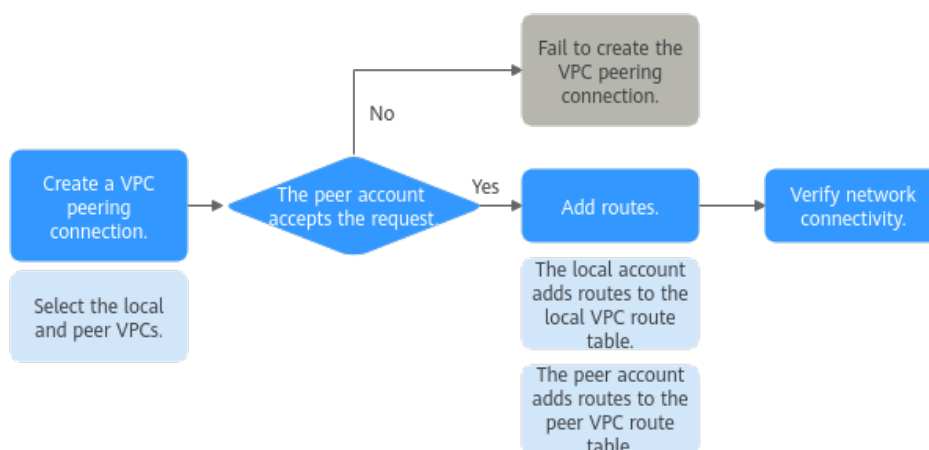 Fail to create the
VPC peering
connection.
No
Create a VPC
peering
connection.
The peer account
accepts the request.
Yes
Add routes.
Verify network
connectivity.
Select the local
and peer VPCs.
The local account
adds routes to the
local VPC route
table.
The peer account
adds routes to the
peer VPC route
table